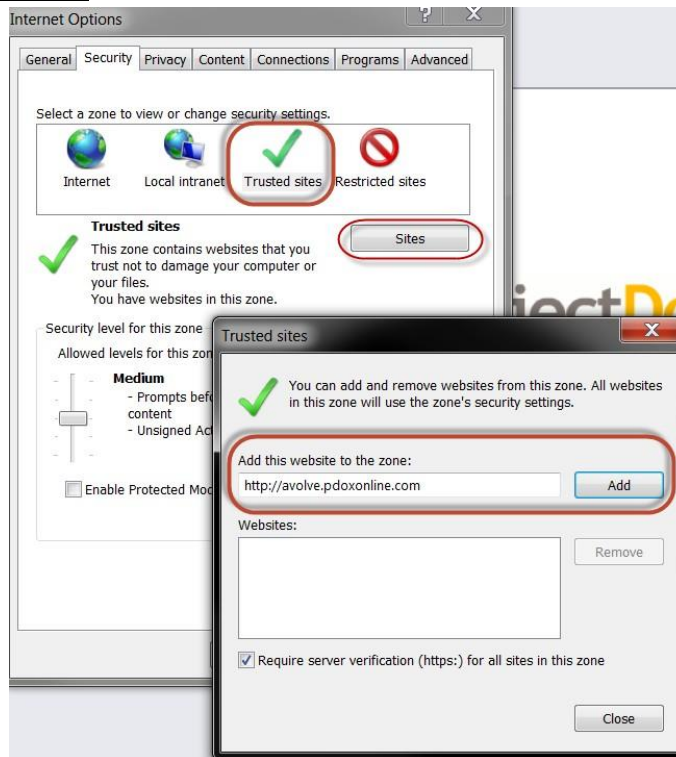 Internet Options
General Security Privacy Content Connections Programs Advanced
Select a zone to view or change security settings.
Internet Local intranet Trusted sites Restricted sites
Trusted sites
Sites
This zone contains websites that you
trust not to damage your computer or
your files.
You have websites in this zone.
Security level for this zone
Allowed levels for this zon
Medium
- Prompts befo
content
- Unsigned Act
Enable Protected Mod
jectDo
Trusted sites
You can add and remove websites from this zone. All websites
in this zone will use the zone's security settings.
Add this website to the zone:
http://avolve.pdoxonline.com Add
Websites:
Remove
Require server verification (https:) for all sites in this zone
Close